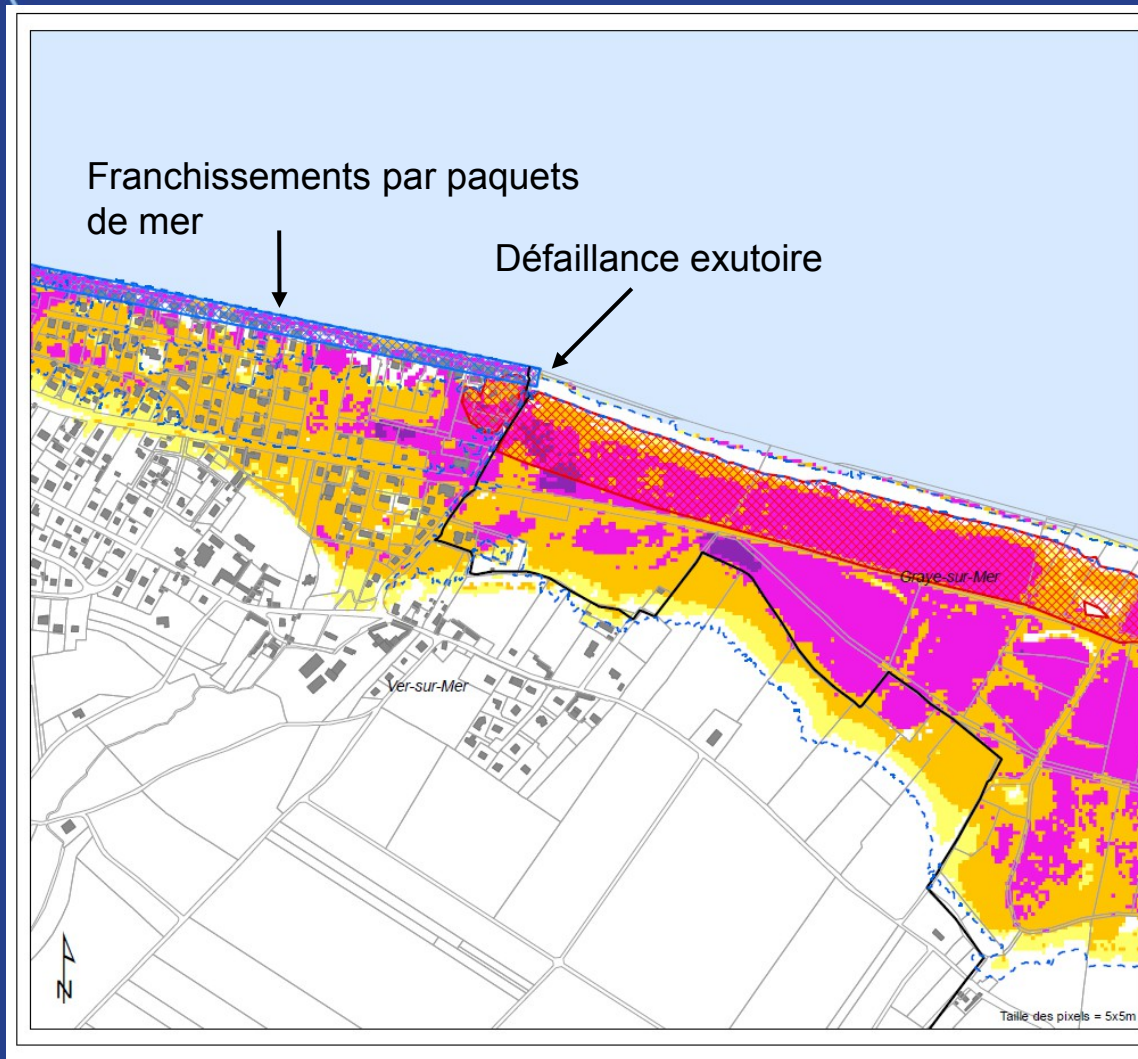 Franchissements par paquets
de mer
Défaillance exutoire
Graye-sur-Mer
Ver-sur-Mer
N
Taille des pixels = 5x5m